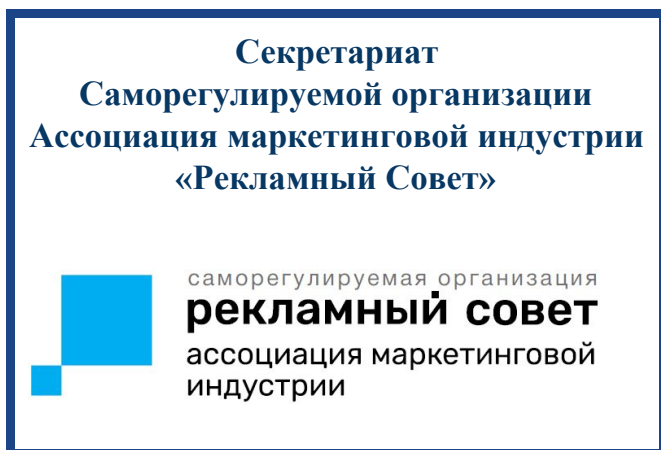 Секретариат
Саморегулируемой организации
Ассоциация маркетинговой индустрии
«Рекламный Совет»
саморегулируемая организация
рекламный совет
ассоциация маркетинговой
индустрии